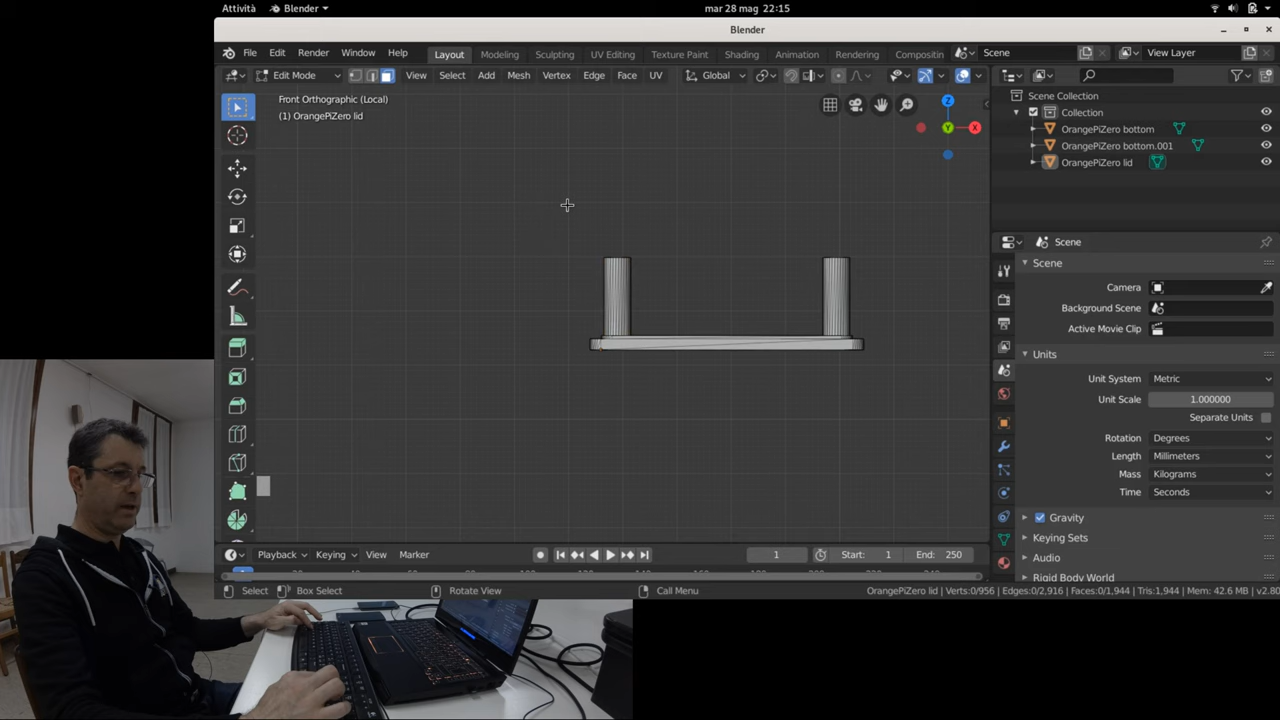 Attività Blender mar 28 mag 22:15
Blender
File Edit Render Window Help Layout Modeling Sculpting UV Editing Texture Paint Shading Animation Rendering Compositin Scene View Layer
Edit Mode View Select Add Mesh Vertex Edge Face UV Global
Front Orthographic (Local)
(1) OrangePiZero lid
Z
Y
X
Scene Collection
Collection
OrangePiZero bottom
OrangePiZero bottom.001
OrangePiZero lid
Scene
Scene
Camera
Background Scene
Active Movie Clip
Units
Unit System Metric
Unit Scale 1.000000
Separate Units
Rotation Degrees
Length Millimeters
Mass Kilograms
Time Seconds
Gravity
Keying Sets
Audio
Rigid Body World
Playback Keying View Marker 1 Start: 1 End: 250
Select Box Select Rotate View Call Menu OrangePiZero lid | Verts:0/956 | Edges:0/2,916 | Faces:0/1,944 | Tris:1,944 | Mem: 42.6 MB | v2.80